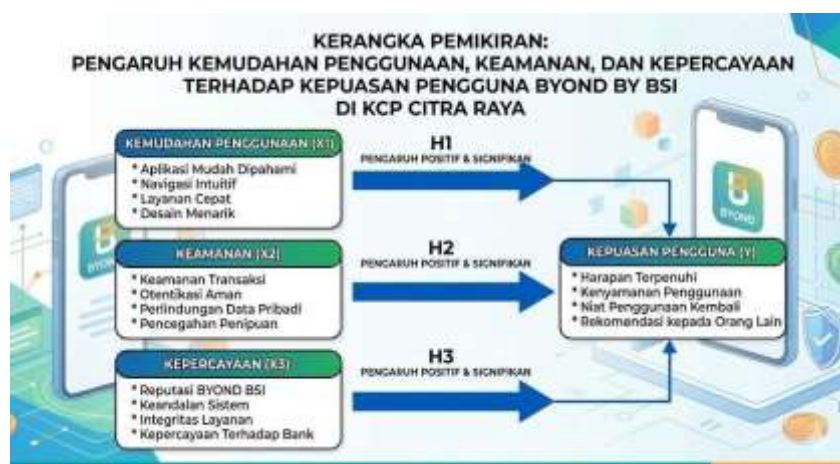 KERANGKA PEMIKIRAN:
PENGARUH KEMUDAHAN PENGGUNAAN, KEAMANAN, DAN KEPERCAYAAN
TERHADAP KEPUASAN PENGGUNA BYOND BY BSI
DI KCP CITRA RAYA
KEMUDAHAN PENGGUNAAN (X1)
* Aplikasi Mudah Dipahami
* Navigasi Intuitif
* Layanan Cepat
* Desain Menarik
H1
PENGARUH POSITIF & SIGNIFIKAN
BYOND
KEAMANAN (X2)
* Keamanan Transaksi
* Otentikasi Aman
* Perlindungan Data Pribadi
* Pencegahan Penipuan
H2
PENGARUH POSITIF & SIGNIFIKAN
KEPUASAN PENGGUNA (Y)
* Harapan Terpenuhi
* Kenyamanan Penggunaan
* Niat Penggunaan Kembali
* Rekomendasi kepada Orang Lain
BYOND
KEPERCAYAAN (X3)
* Reputasi BYOND BSI
* Keandalan Sistem
* Integritas Layanan
* Kepercayaan Terhadap Bank
H3
PENGARUH POSITIF & SIGNIFIKAN